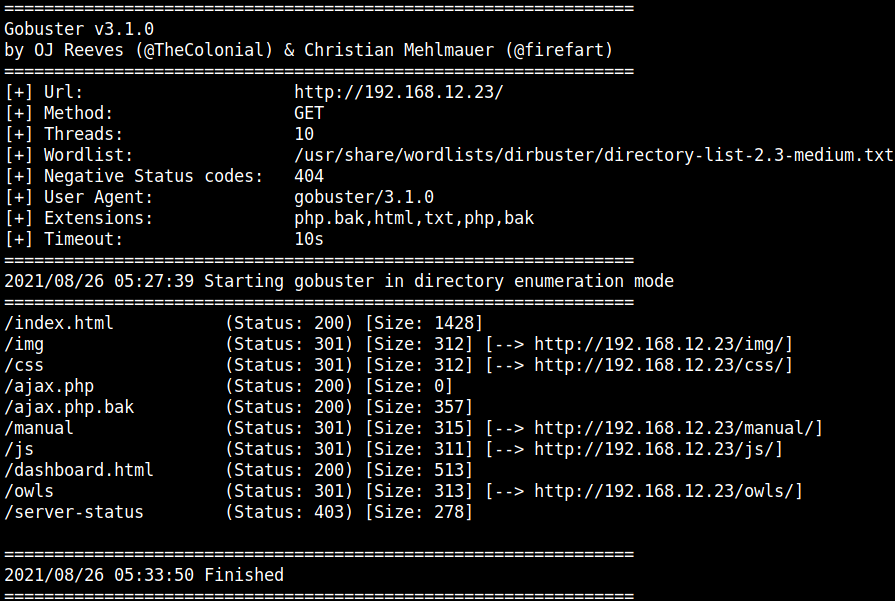 ===============================================================
Gobuster v3.1.0
by OJ Reeves (@TheColonial) & Christian Mehlmauer (@firefart)
===============================================================
[+] Url:                     http://192.168.12.23/
[+] Method:                  GET
[+] Threads:                 10
[+] Wordlist:                /usr/share/wordlists/dirbuster/directory-list-2.3-medium.txt
[+] Negative Status codes:   404
[+] User Agent:              gobuster/3.1.0
[+] Extensions:              php.bak,html,txt,php,bak
[+] Timeout:                 10s
===============================================================
2021/08/26 05:27:39 Starting gobuster in directory enumeration mode
===============================================================
/index.html           (Status: 200) [Size: 1428]
/img                  (Status: 301) [Size: 312] [--> http://192.168.12.23/img/]
/css                  (Status: 301) [Size: 312] [--> http://192.168.12.23/css/]
/ajax.php             (Status: 200) [Size: 0]
/ajax.php.bak         (Status: 200) [Size: 357]
/manual               (Status: 301) [Size: 315] [--> http://192.168.12.23/manual/]
/js                   (Status: 301) [Size: 311] [--> http://192.168.12.23/js/]
/dashboard.html       (Status: 200) [Size: 513]
/owls                 (Status: 301) [Size: 313] [--> http://192.168.12.23/owls/]
/server-status        (Status: 403) [Size: 278]
===============================================================
2021/08/26 05:33:50 Finished
===============================================================